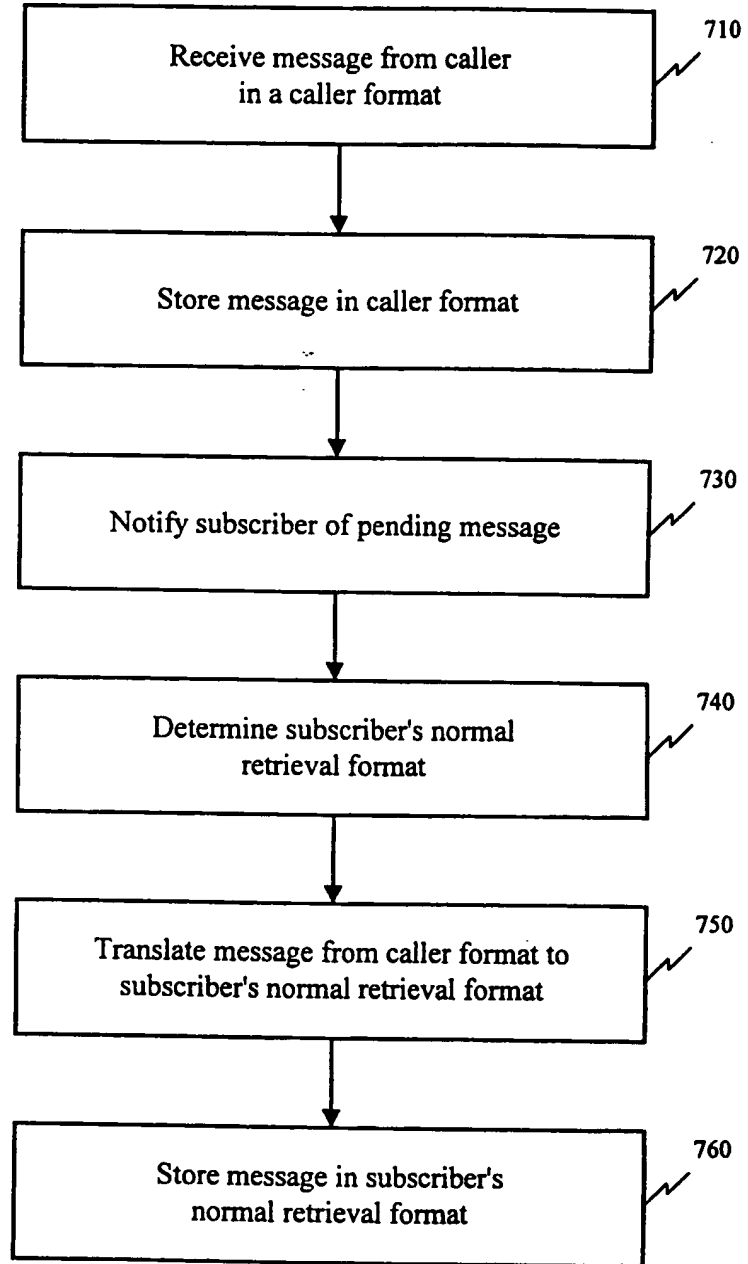 710
Receive message from caller
in a caller format
720
Store message in caller format
730
Notify subscriber of pending message
740
Determine subscriber's normal
retrieval format
750
Translate message from caller format to
subscriber's normal retrieval format
760
Store message in subscriber's
normal retrieval format